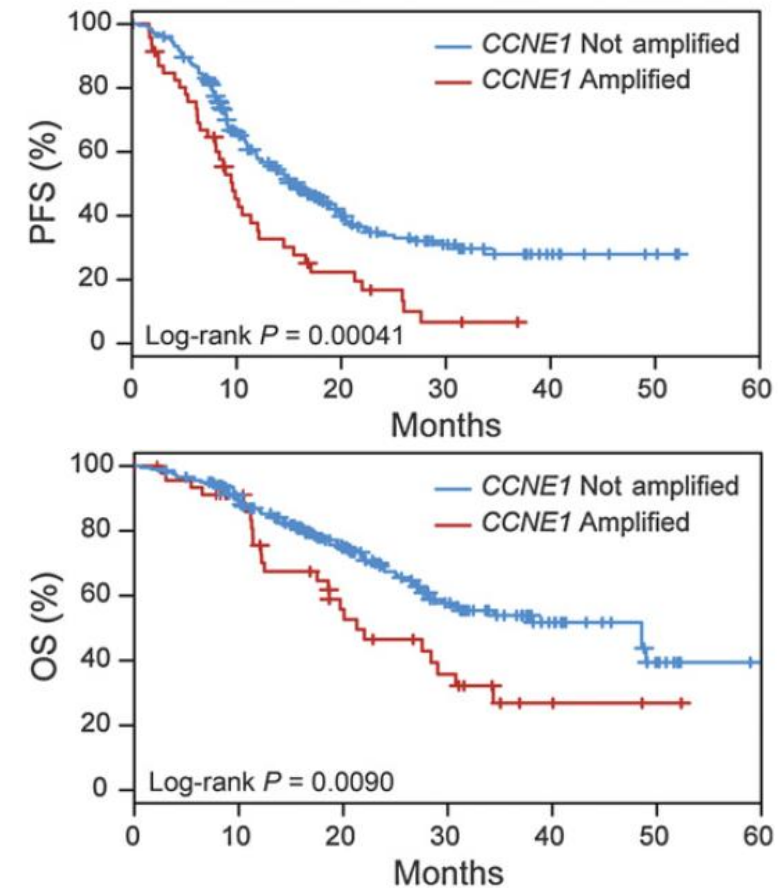 100
80
60
40
20
0
PFS (%)
CCNE1 Not amplified
CCNE1 Amplified
Log-rank P = 0.00041
0 10 20 30 40 50 60
Months
100
80
60
40
20
0
OS (%)
CCNE1 Not amplified
CCNE1 Amplified
Log-rank P = 0.0090
0 10 20 30 40 50 60
Months